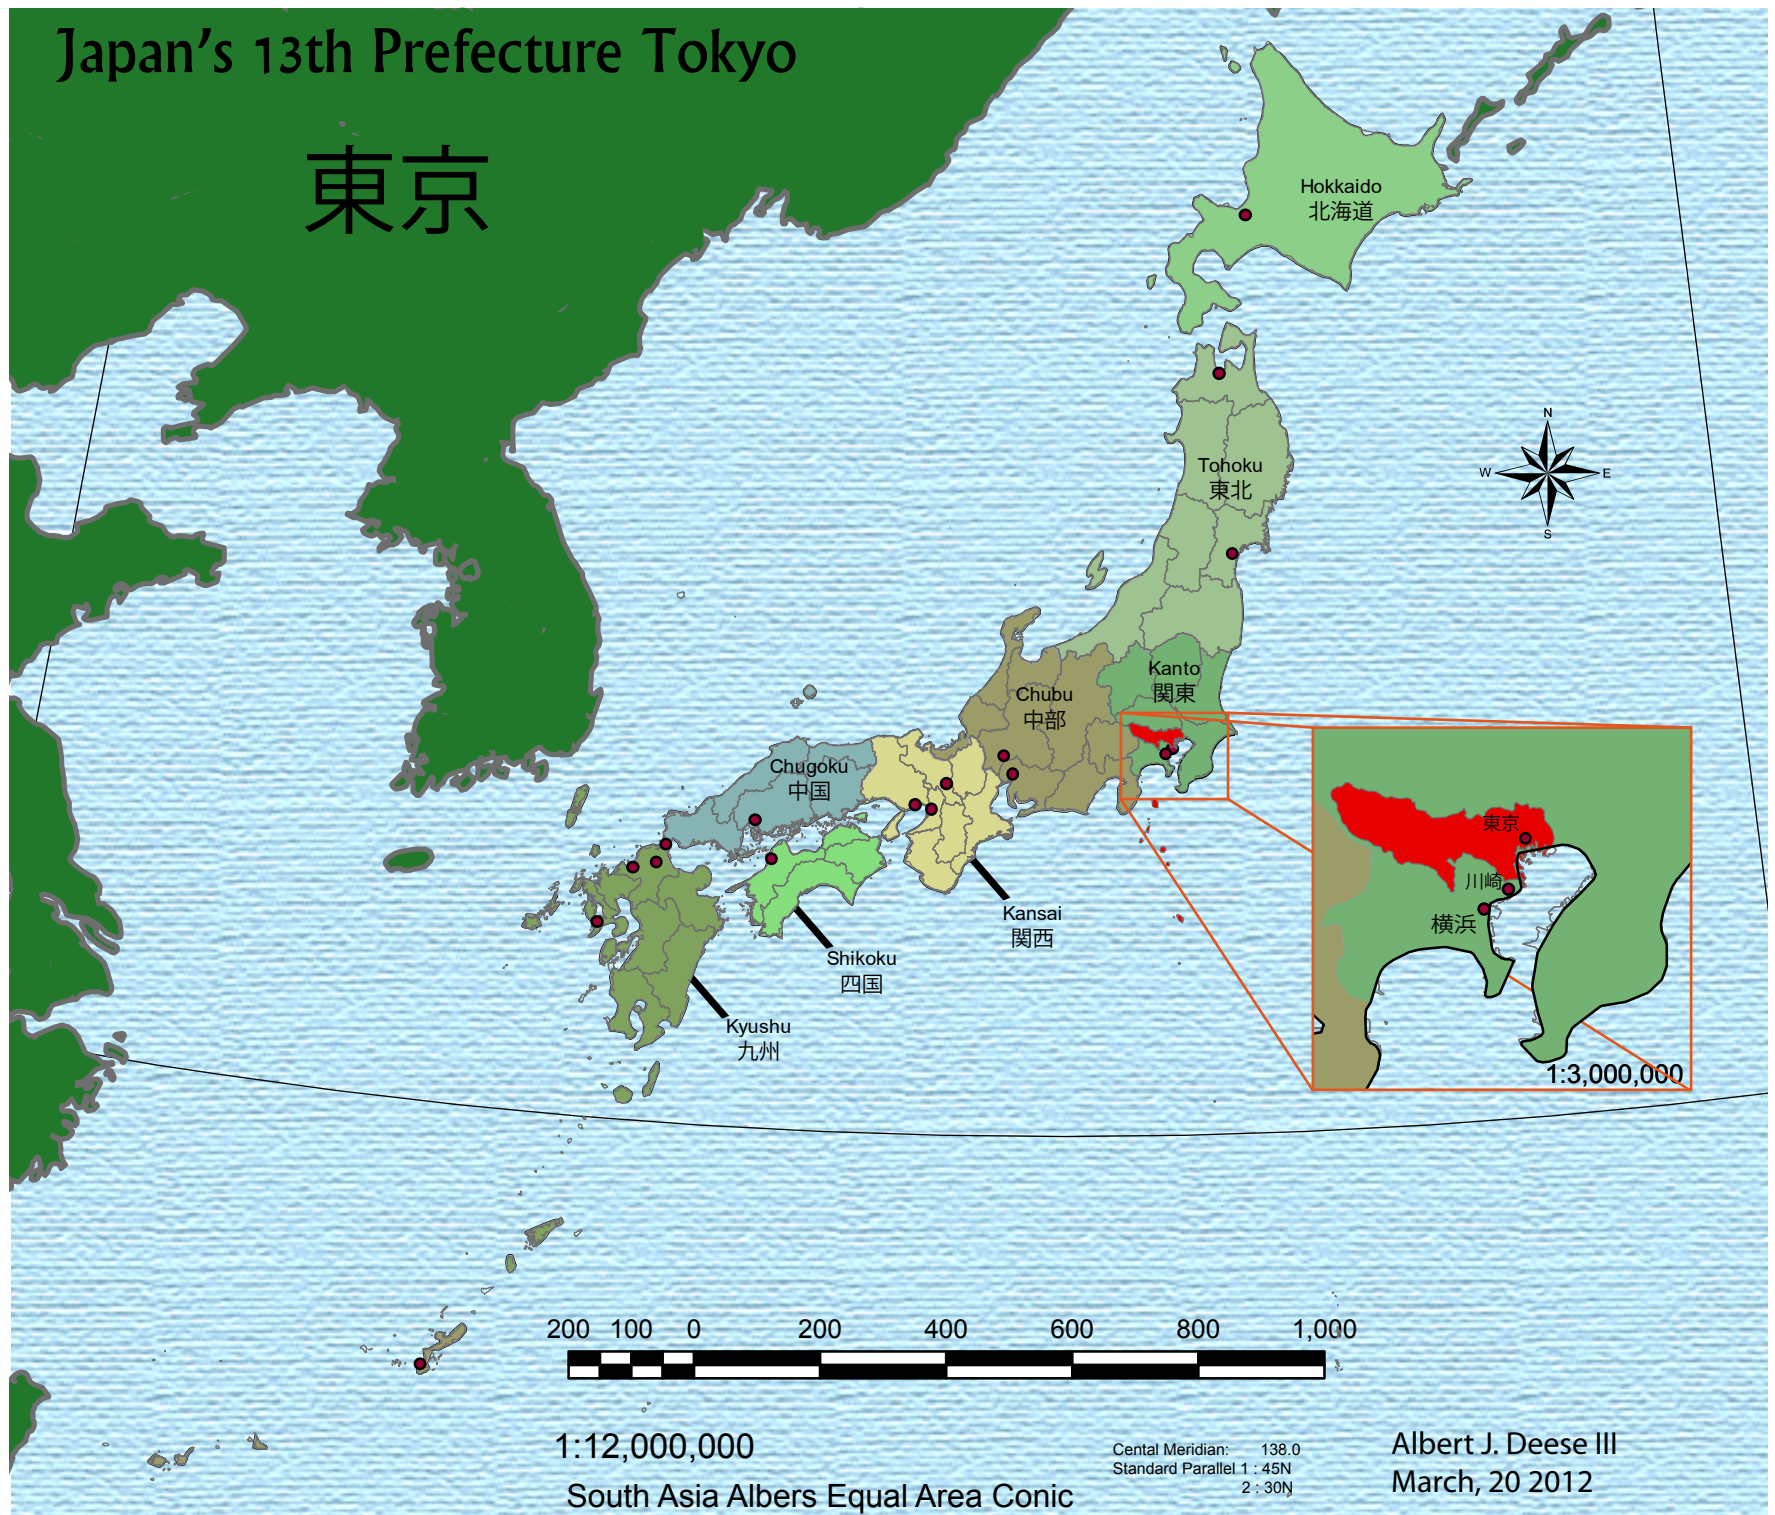 Japan's 13th Prefecture Tokyo
東京
Hokkaido
北海道
N
W E
S
Tohoku
東北
Kanto
関東
Chubu
中部
Chugoku
中国
Kansai
関西
Shikoku
四国
Kyushu
九州
東京
川崎
横浜
1:3,000,000
200 100 0 200 400 600 800 1,000
1:12,000,000
South Asia Albers Equal Area Conic
Cental Meridian: 138.0
Standard Parallel 1 : 45N
2 : 30N
Albert J. Deese III
March, 20 2012